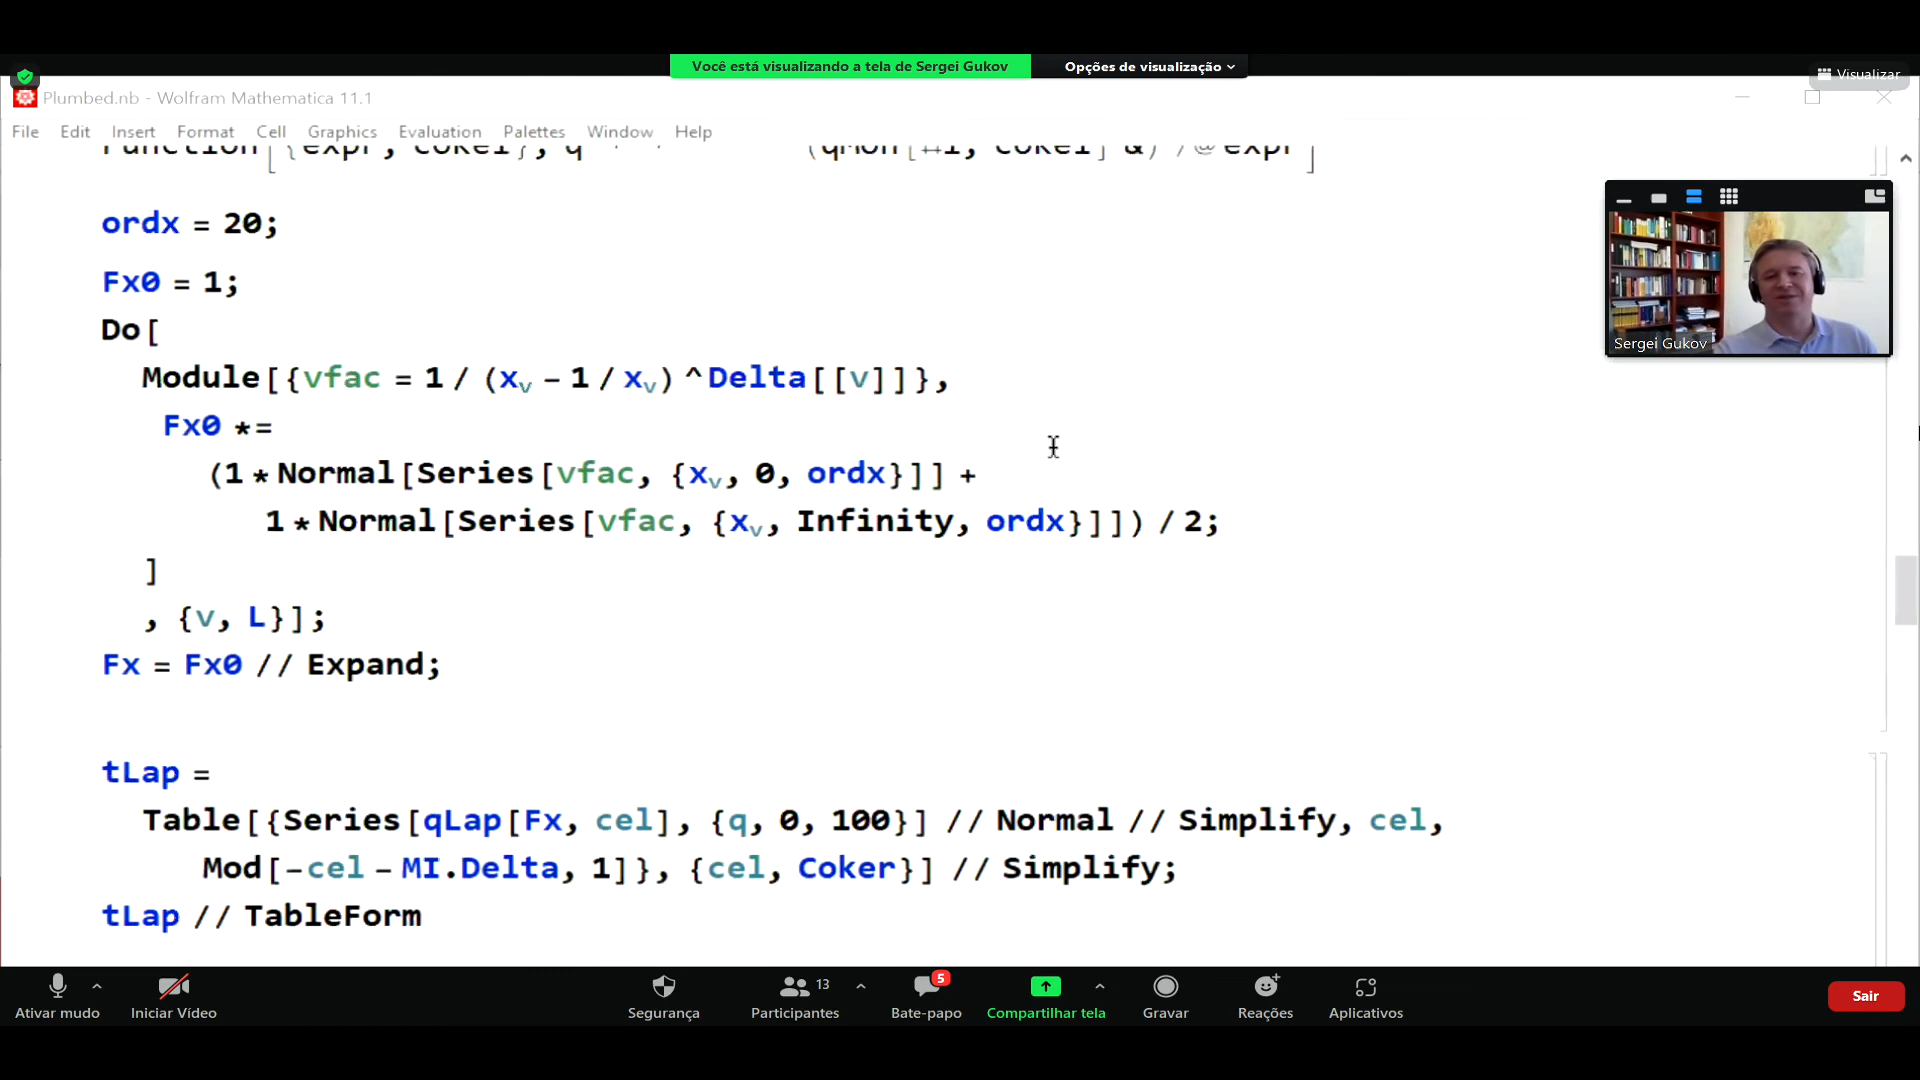 Você está visualizando a tela de Sergei Gukov
Opções de visualização
Visualizar
Plumbed.nb - Wolfram Mathematica 11.1
File Edit Insert Format Cell Graphics Evaluation Palettes Window Help
ordx = 20;
Fx0 = 1;
Do[
Module[{vfac = 1 / (xᵥ - 1 / xᵥ) ^Delta[[v]]},
Fx0 *=
(1 * Normal[Series[vfac, {xᵥ, 0, ordx}]] +
1 * Normal[Series[vfac, {xᵥ, Infinity, ordx}]]) / 2;
]
, {v, L}];
Fx = Fx0 // Expand;
tLap =
Table[{Series[qLap[Fx, cel], {q, 0, 100}] // Normal // Simplify, cel,
Mod[-cel - MI.Delta, 1]}, {cel, Coker}] // Simplify;
tLap // TableForm
Sergei Gukov
Ativar mudo
Iniciar Vídeo
Segurança
13
Participantes
5
Bate-papo
Compartilhar tela
Gravar
Reações
Aplicativos
Sair